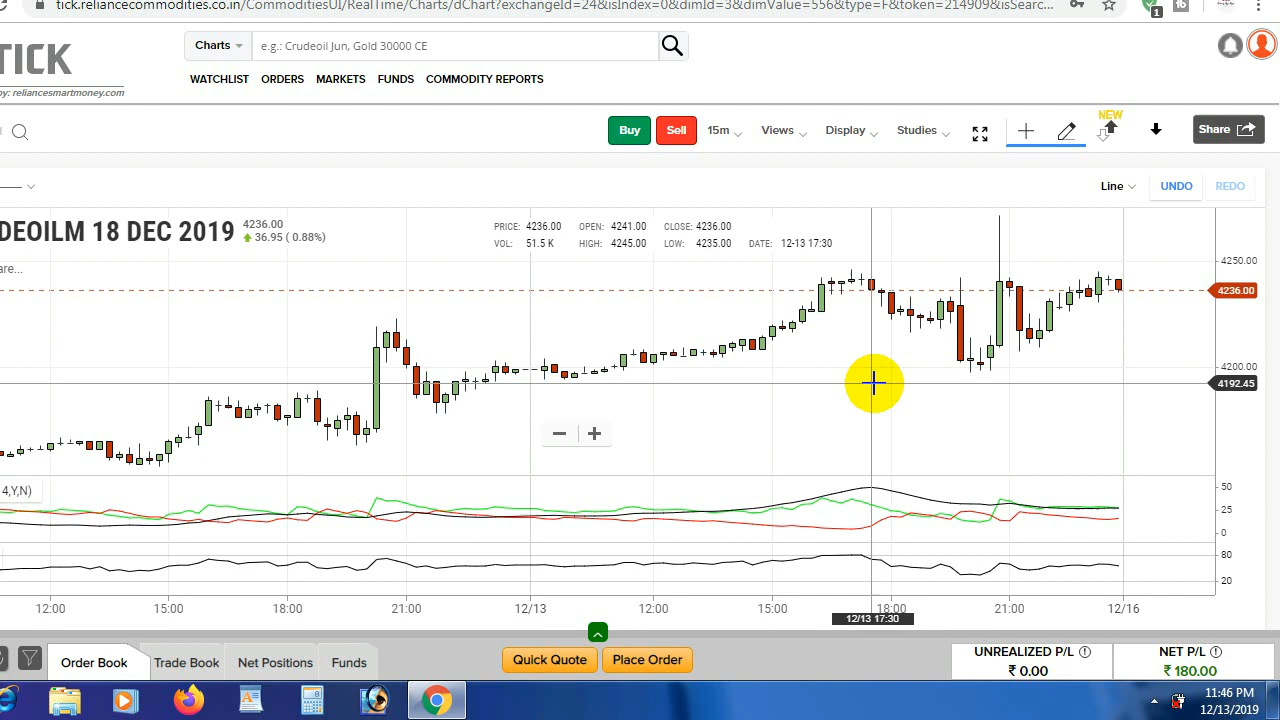 tick.reliancecommodities.co.in/CommoditiesUI/RealTime/Charts/dChart?exchangeId=24&isIndex=0&dimId=3&dimValue=556&type=F&token=214909&isSearc...
1
TICK
by: reliancesmartmoney.com
Charts
e.g.: Crudeoil Jun, Gold 30000 CE
WATCHLIST ORDERS MARKETS FUNDS COMMODITY REPORTS
Buy Sell 15m Views Display Studies NEW Share
Line UNDO REDO
DEOILM 18 DEC 2019
4236.00
36.95 ( 0.88%)
PRICE: 4236.00 OPEN: 4241.00 CLOSE: 4236.00
VOL: 51.5 K HIGH: 4245.00 LOW: 4235.00 DATE: 12-13 17:30
are...
4250.00
4236.00
4200.00
4192.45
4,Y,N)
50
25
0
80
20
12:00 15:00 18:00 21:00 12/13 12:00 15:00 18:00 21:00 12/16
12/13 17:30
Order Book Trade Book Net Positions Funds
Quick Quote Place Order
UNREALIZED P/L NET P/L
₹ 0.00 ₹ 180.00
11:46 PM
12/13/2019